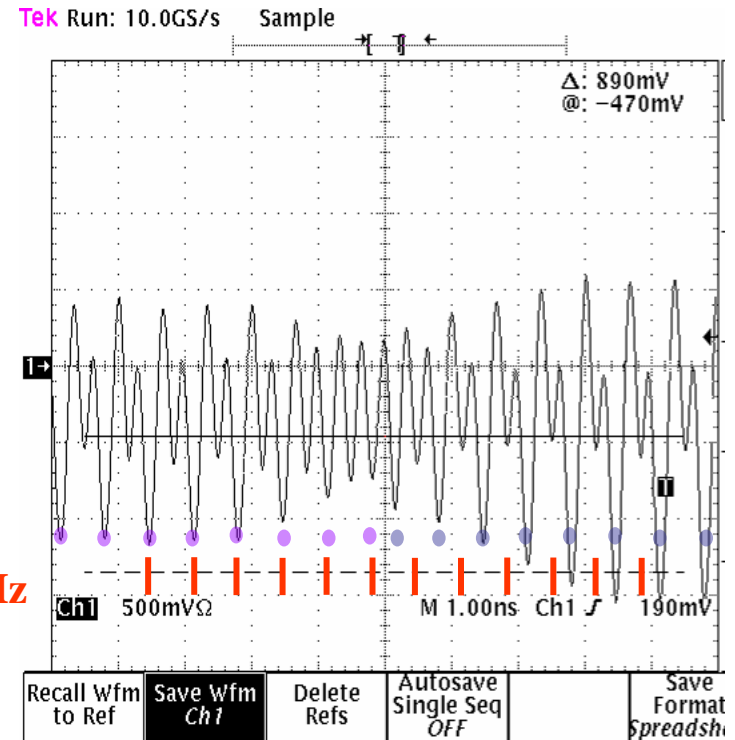 Tek Run: 10.0GS/s Sample
Δ: 890mV
@: −470mV
1→
T
Hz
Ch1 500mVΩ M 1.00ns Ch1 190mV
Recall Wfm to Ref
Save Wfm Ch1
Delete Refs
Autosave Single Seq OFF
Save Format Spreadsh